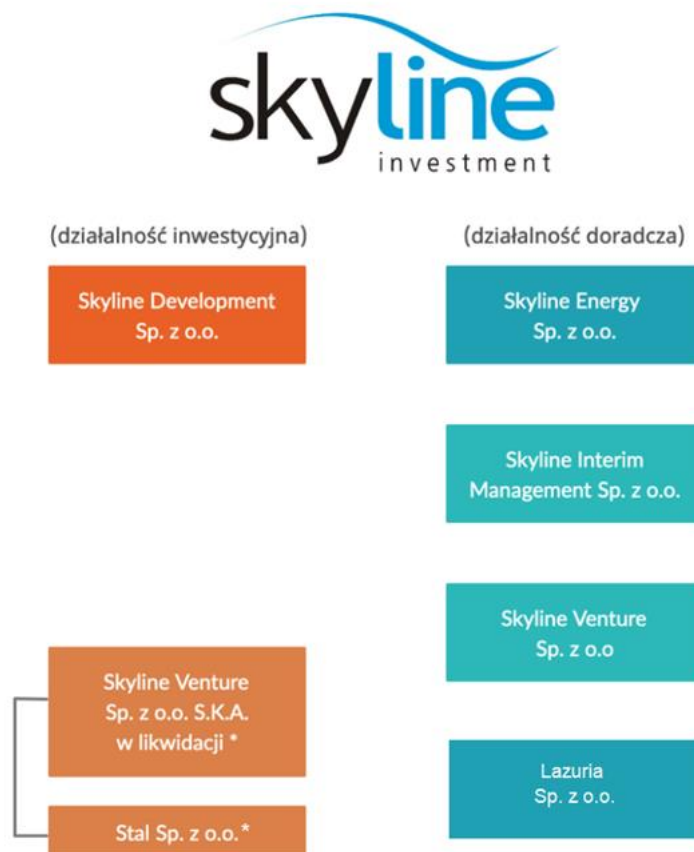 skyline
investment
(działalność inwestycyjna)
Skyline Development
Sp. z o.o.
Skyline Venture
Sp. z o.o. S.K.A.
w likwidacji *
Stal Sp. z o.o.*
(działalność doradcza)
Skyline Energy
Sp. z o.o.
Skyline Interim
Management Sp. z o.o.
Skyline Venture
Sp. z o.o
Lazuria
Sp. z o.o.